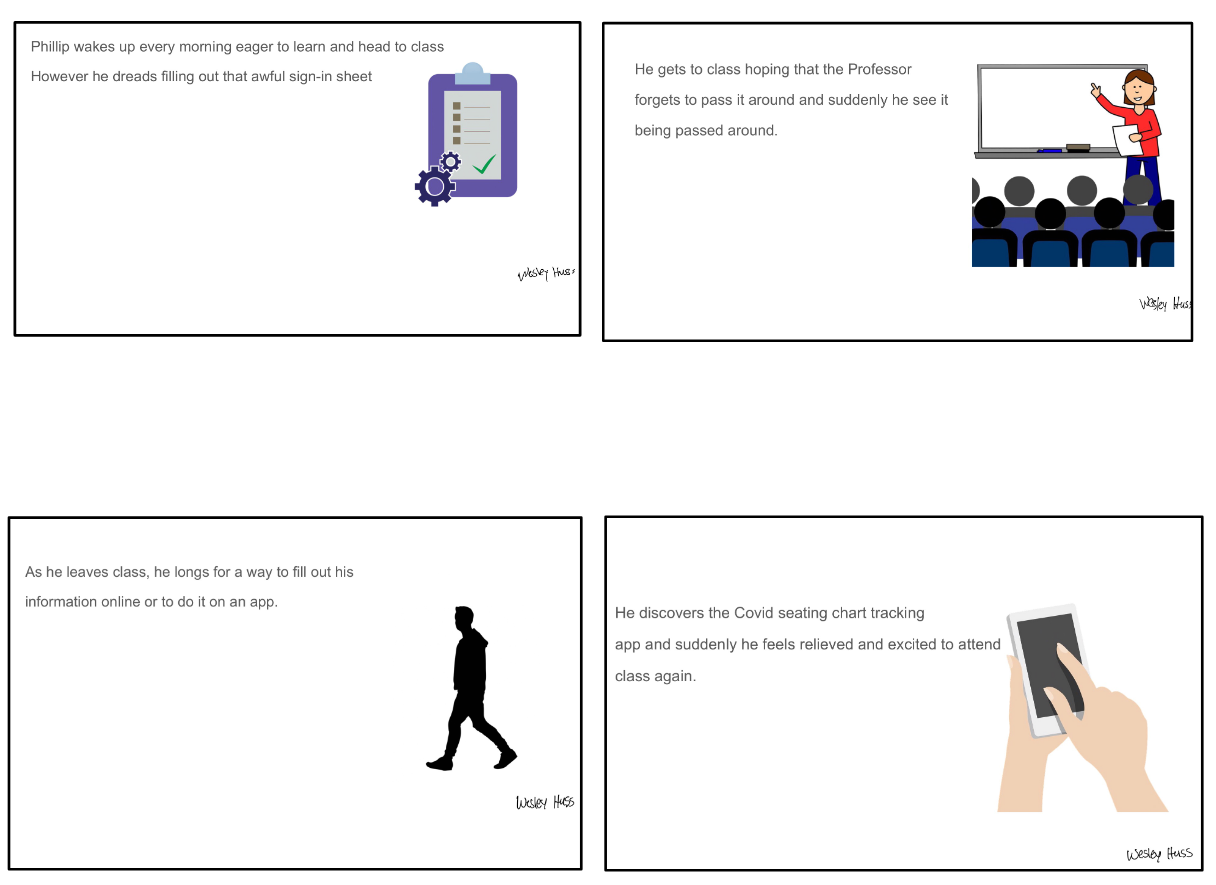 Phillip wakes up every morning eager to learn and head to class
However he dreads filling out that awful sign-in sheet
Wesley Huss
He gets to class hoping that the Professor
forgets to pass it around and suddenly he see it
being passed around.
Wesley Huss
As he leaves class, he longs for a way to fill out his
information online or to do it on an app.
Wesley Huss
He discovers the Covid seating chart tracking
app and suddenly he feels relieved and excited to attend
class again.
Wesley Huss